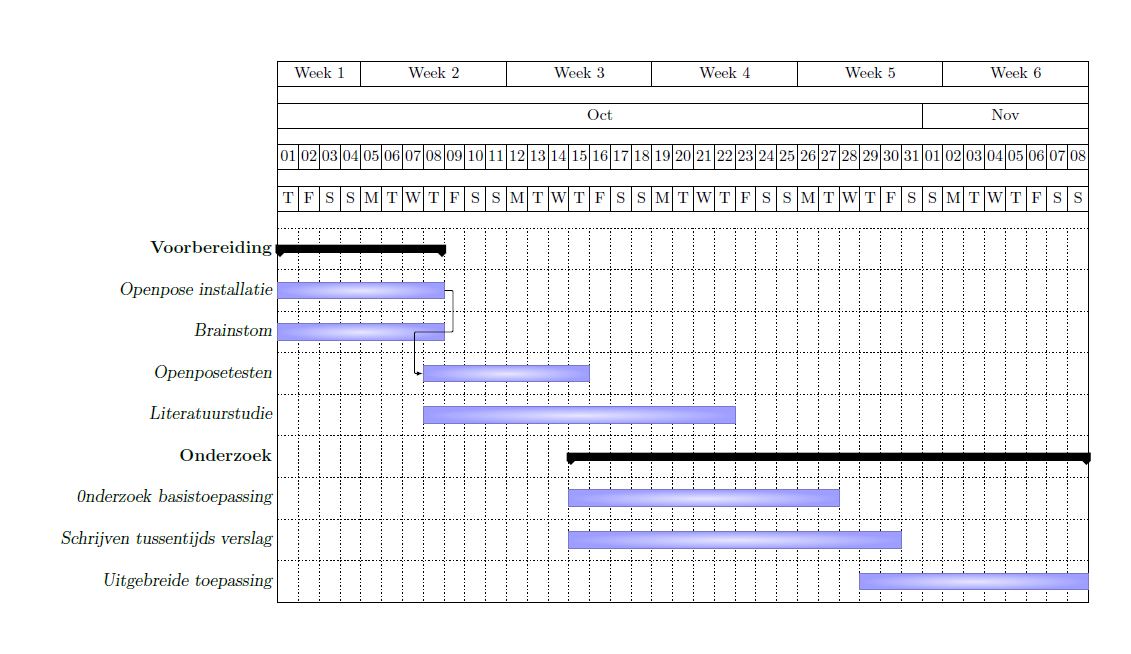 Week 1 Week 2 Week 3 Week 4 Week 5 Week 6
Oct Nov
01 02 03 04 05 06 07 08 09 10 11 12 13 14 15 16 17 18 19 20 21 22 23 24 25 26 27 28 29 30 31 01 02 03 04 05 06 07 08
T F S S M T W T F S S M T W T F S S M T W T F S S M T W T F S S M T W T F S S
Voorbereiding
Openpose installatie
Brainstom
Openposetesten
Literatuurstudie
Onderzoek
0nderzoek basistoepassing
Schrijven tussentijds verslag
Uitgebreide toepassing